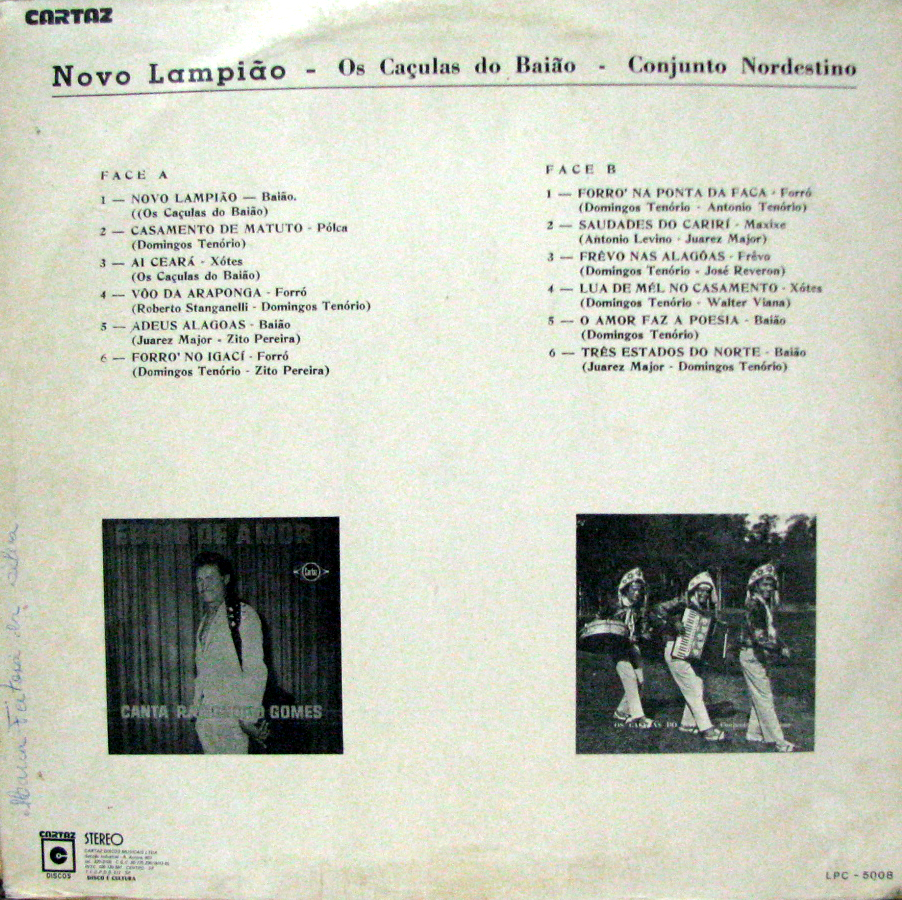 CARTAZ
Novo Lampião - Os Caçulas do Baião - Conjunto Nordestino
FACE A
1 — NOVO LAMPIÃO — Baião.
((Os Caçulas do Baião)
2 — CASAMENTO DE MATUTO - Pólca
(Domingos Tenório)
3 — AI CEARÁ - Xótes
(Os Caçulas do Baião)
4 — VÔO DA ARAPONGA - Forró
(Roberto Stanganelli - Domingos Tenório)
5 — ADEUS ALAGOAS - Baião
(Juarez Major - Zito Pereira)
6 — FORRO' NO IGACÍ - Forró
(Domingos Tenório - Zito Pereira)
FACE B
1 — FORRO' NA PONTA DA FACA - Forró
(Domingos Tenório - Antonio Tenório)
2 — SAUDADES DO CARIRÍ - Maxixe
(Antonio Levino - Juarez Major)
3 — FRÊVO NAS ALAGÔAS - Frêvo
(Domingos Tenório - José Reveron)
4 — LUA DE MÉL NO CASAMENTO - Xótes
(Domingos Tenório - Walter Viana)
5 — O AMOR FAZ A POESIA - Baião
(Domingos Tenório)
6 — TRÊS ESTADOS DO NORTE - Baião
(Juarez Major - Domingos Tenório)
DE AMOR
Cartaz
CANTA GOMES
OS DO
Maria da Silva
CARTAZ
DISCOS
STEREO
DISCO É CULTURA
LPC - 5008